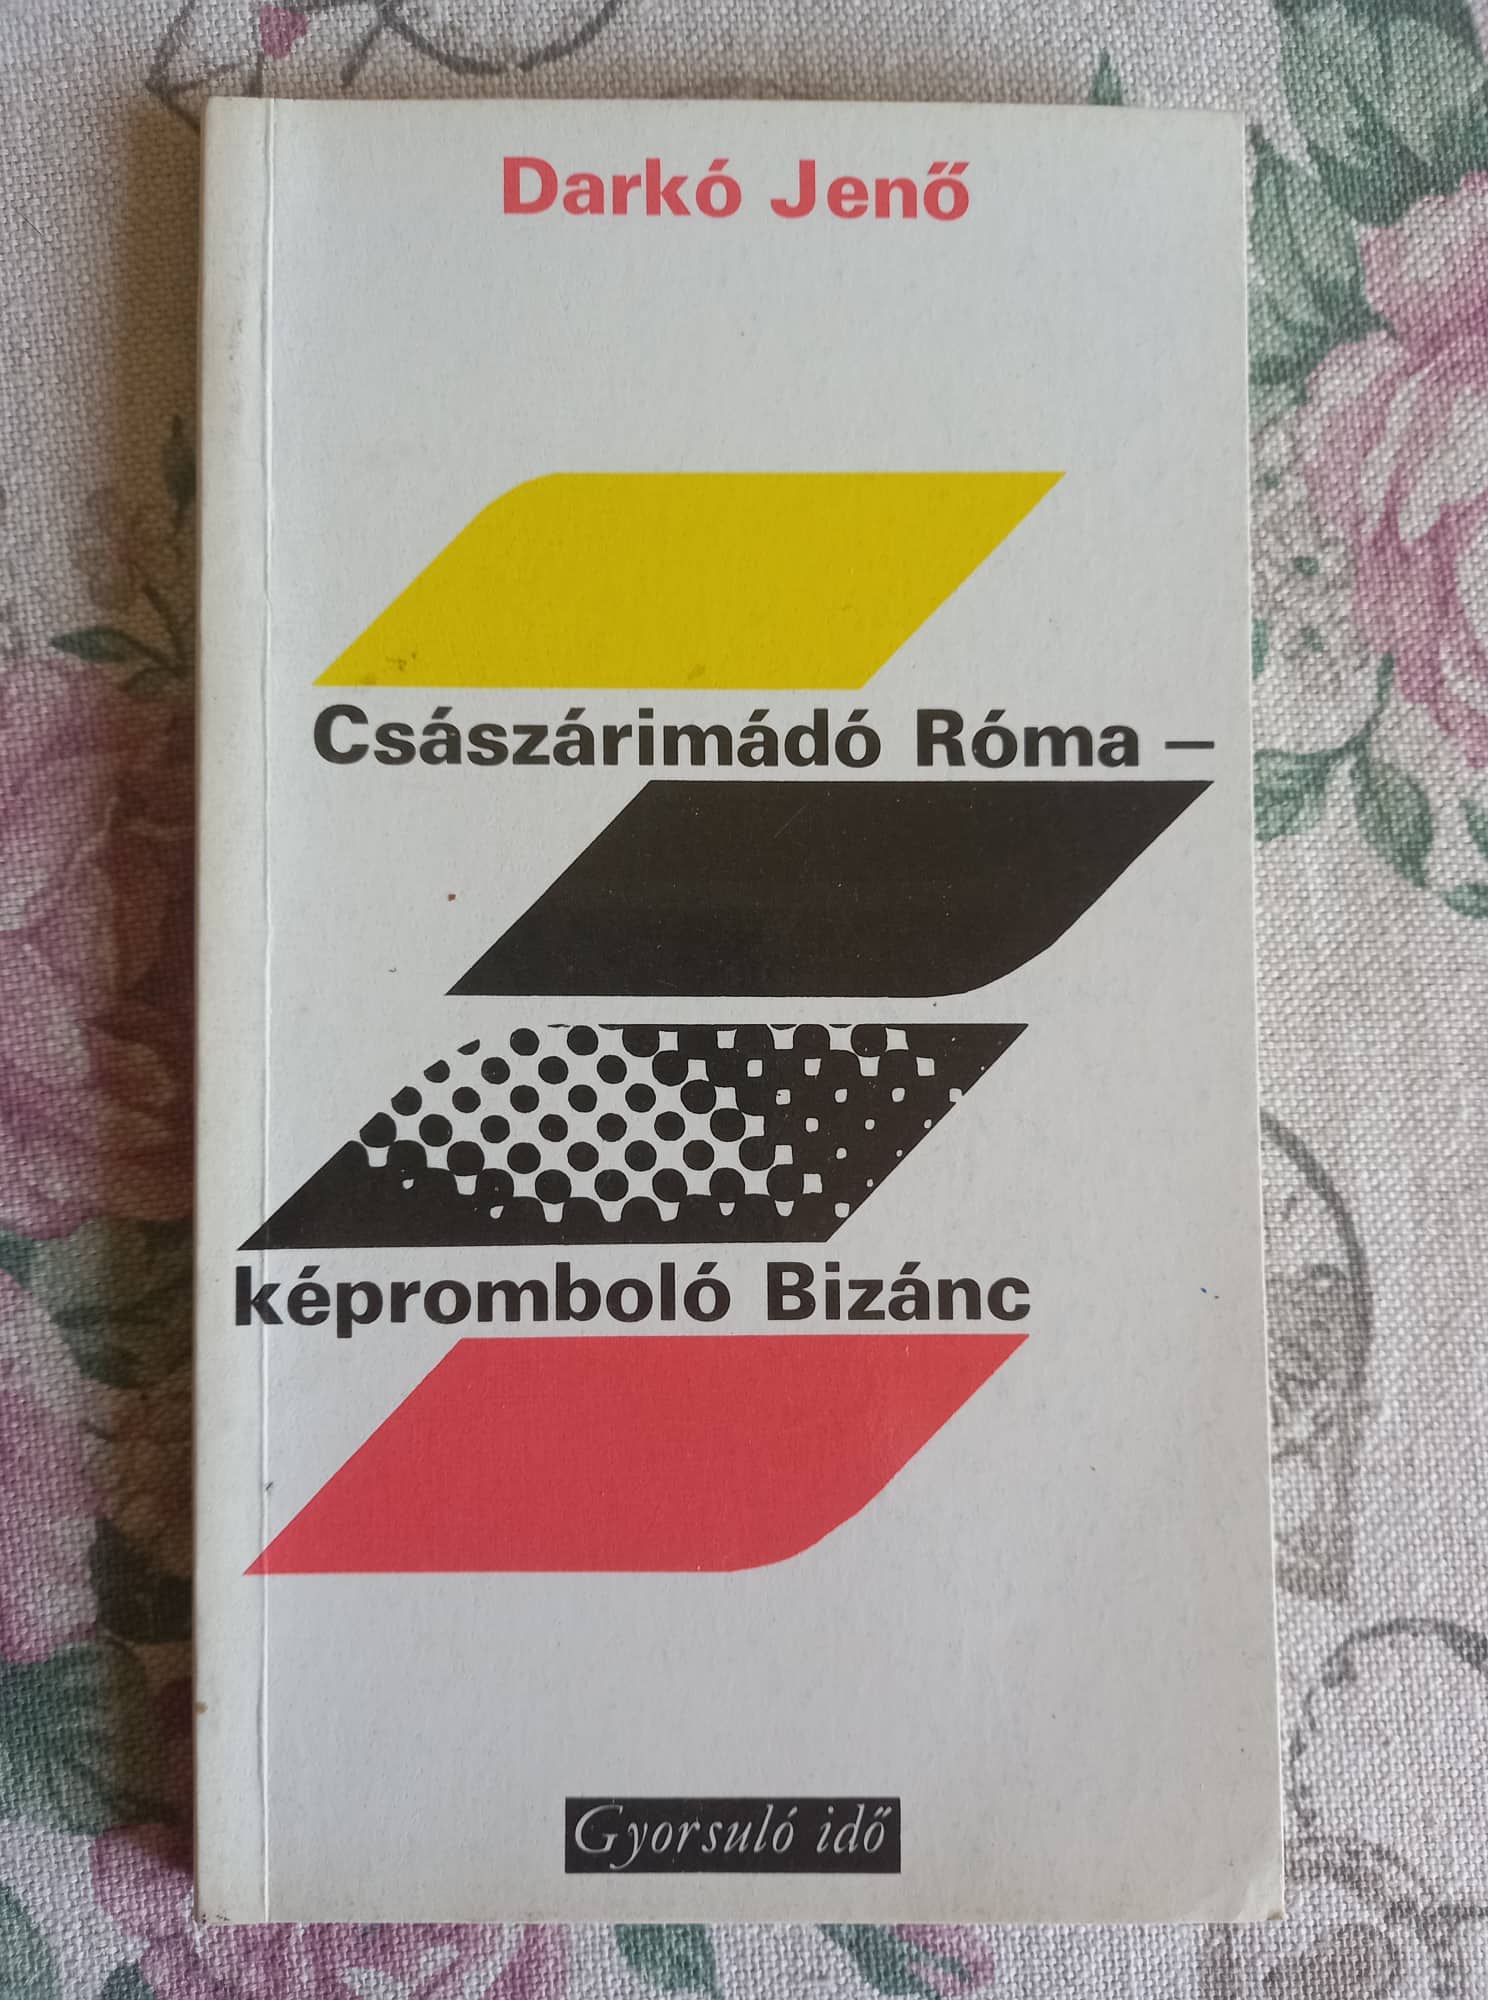 Darkó Jenő
Császárimádó Róma –
képromboló Bizánc
Gyorsuló idő